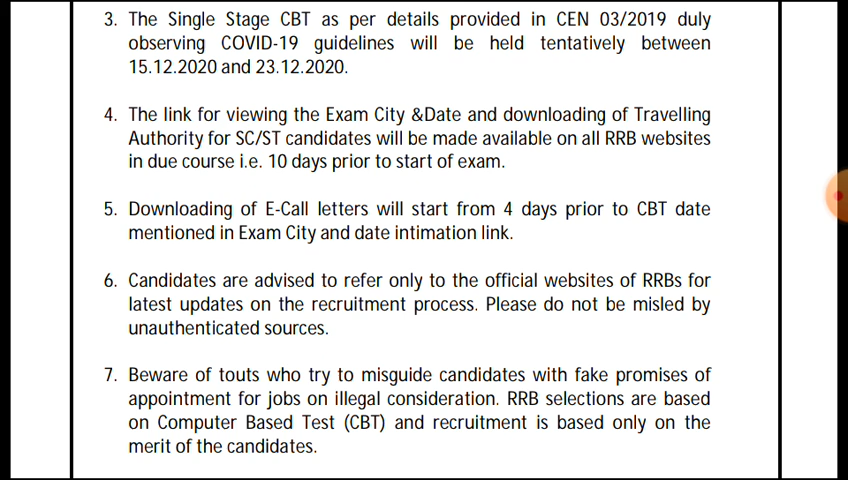 3. The Single Stage CBT as per details provided in CEN 03/2019 duly
observing COVID-19 guidelines will be held tentatively between
15.12.2020 and 23.12.2020.
4. The link for viewing the Exam City &Date and downloading of Travelling
Authority for SC/ST candidates will be made available on all RRB websites
in due course i.e. 10 days prior to start of exam.
5. Downloading of E-Call letters will start from 4 days prior to CBT date
mentioned in Exam City and date intimation link.
6. Candidates are advised to refer only to the official websites of RRBs for
latest updates on the recruitment process. Please do not be misled by
unauthenticated sources.
7. Beware of touts who try to misguide candidates with fake promises of
appointment for jobs on illegal consideration. RRB selections are based
on Computer Based Test (CBT) and recruitment is based only on the
merit of the candidates.